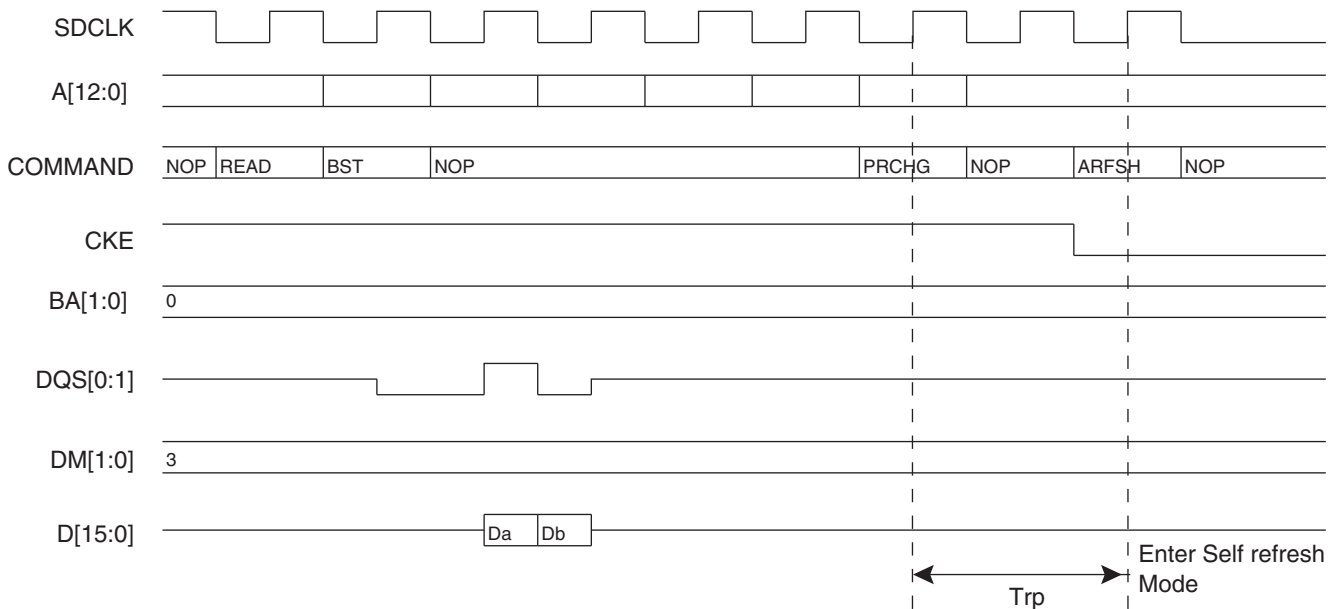 SDCLK
A[12:0]
COMMAND NOP READ BST NOP PRCHG NOP ARFSH NOP
CKE
BA[1:0] 0
DQS[0:1]
DM[1:0] 3
D[15:0] Da Db
Enter Self refresh
Mode
Trp